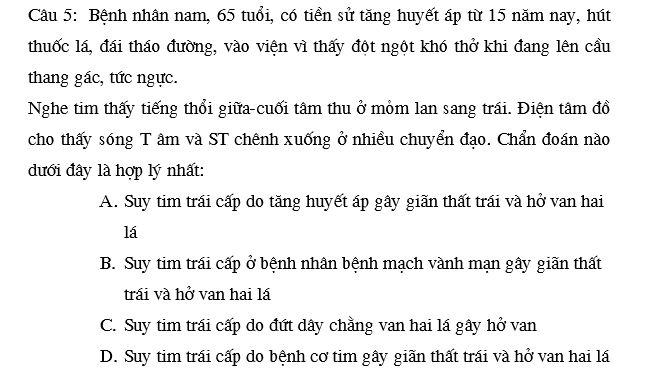 Câu 5: Bệnh nhân nam, 65 tuổi, có tiền sử tăng huyết áp từ 15 năm nay, hút
thuốc lá, đái tháo đường, vào viện vì thấy đột ngột khó thở khi đang lên cầu
thang gác, tức ngực.
Nghe tim thấy tiếng thổi giữa-cuối tâm thu ở mỏm lan sang trái. Điện tâm đồ
cho thấy sóng T âm và ST chênh xuống ở nhiều chuyển đạo. Chẩn đoán nào
dưới đây là hợp lý nhất:
A. Suy tim trái cấp do tăng huyết áp gây giãn thất trái và hở van hai
lá
B. Suy tim trái cấp ở bệnh nhân bệnh mạch vành mạn gây giãn thất
trái và hở van hai lá
C. Suy tim trái cấp do đứt dây chằng van hai lá gây hở van
D. Suy tim trái cấp do bệnh cơ tim gây giãn thất trái và hở van hai lá